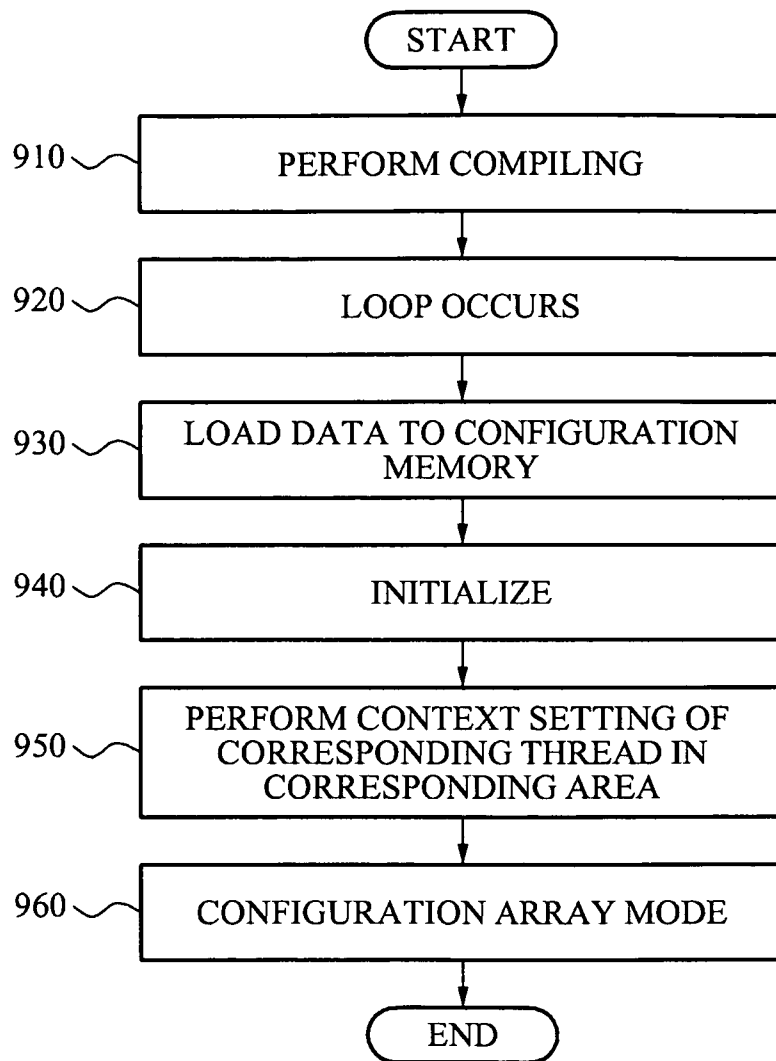 START
910
PERFORM COMPILING
920
LOOP OCCURS
930
LOAD DATA TO CONFIGURATION
MEMORY
940
INITIALIZE
950
PERFORM CONTEXT SETTING OF
CORRESPONDING THREAD IN
CORRESPONDING AREA
960
CONFIGURATION ARRAY MODE
END